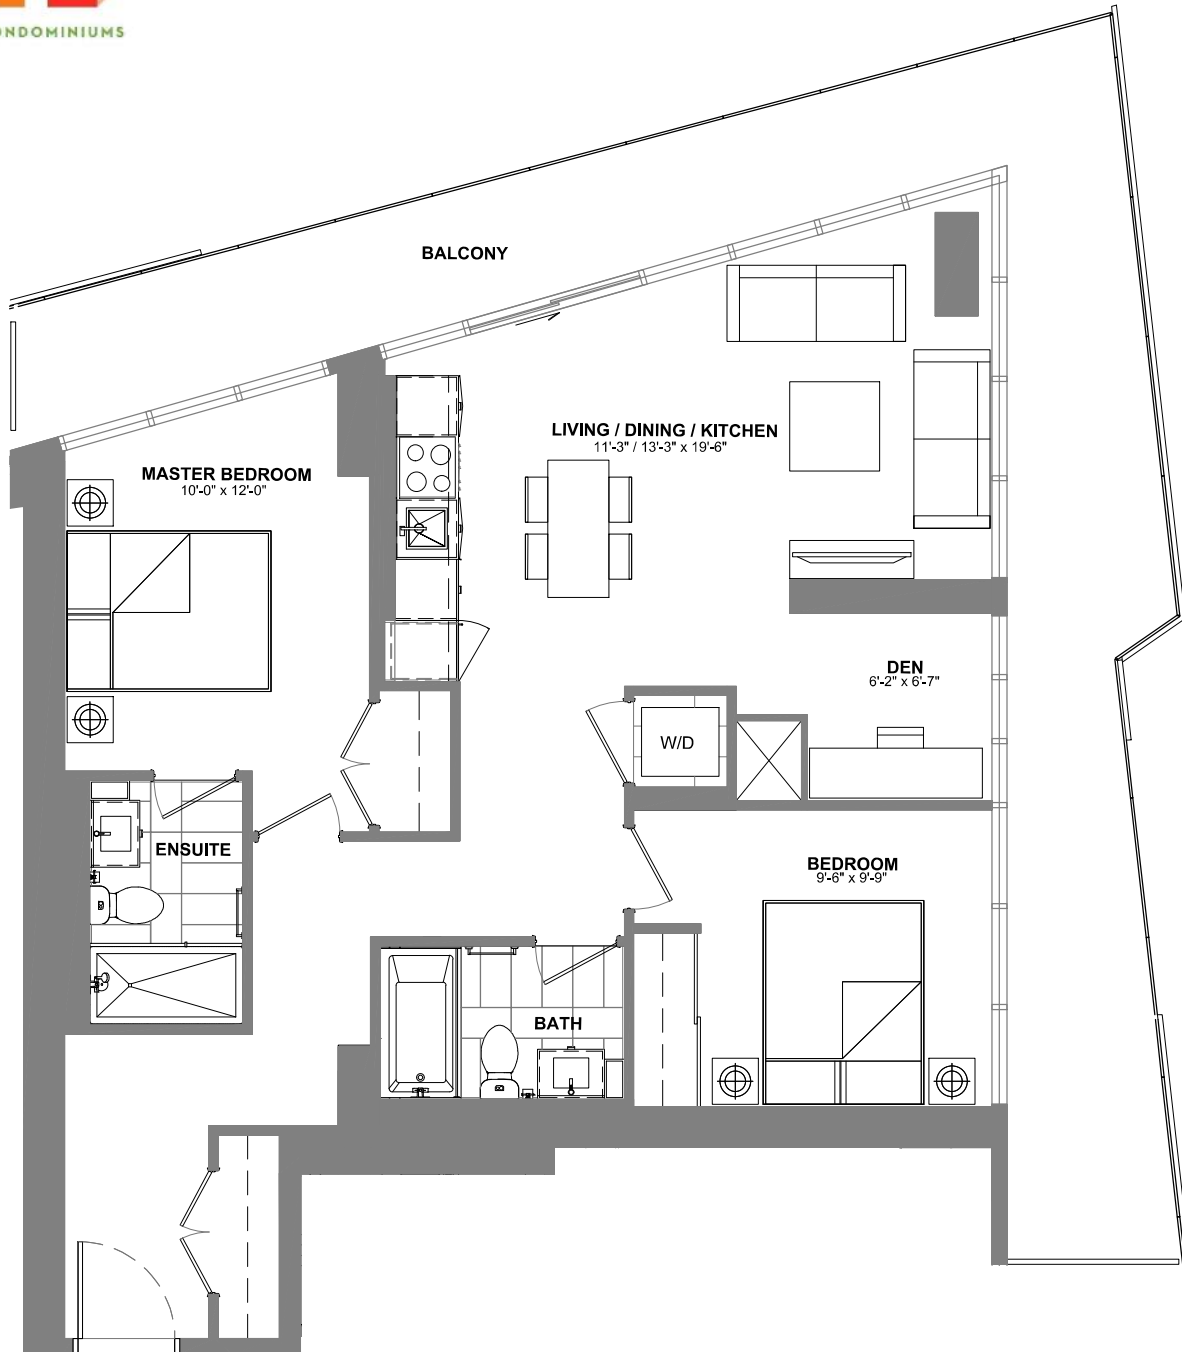 ONDOMINIUMS
BALCONY
LIVING / DINING / KITCHEN
11'-3" / 13'-3" x 19'-6"
MASTER BEDROOM
10'-0" x 12'-0"
DEN
6'-2" x 6'-7"
W/D
ENSUITE
BEDROOM
9'-6" x 9'-9"
BATH